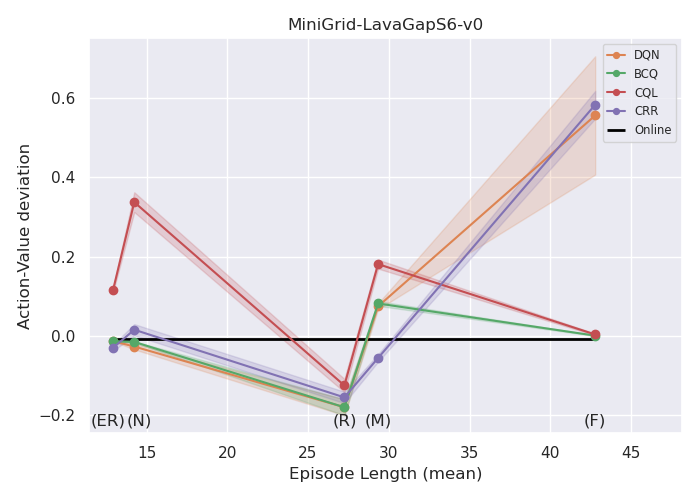 MiniGrid-LavaGapS6-v0
DQN
BCQ
CQL
CRR
Online
Action-Value deviation
0.6
0.4
0.2
0.0
−0.2
(ER) (N) (R) (M) (F)
15 20 25 30 35 40 45
Episode Length (mean)